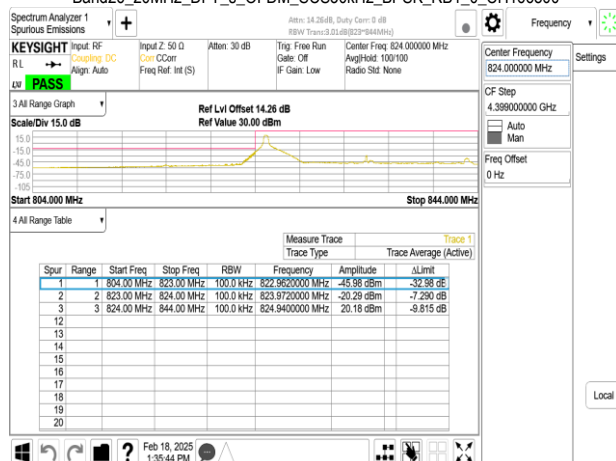 Spectrum Analyzer 1
Spurious Emissions
Attn: 14.26dB, Duty Corr: 0 dB
RBW Tranc:3.01dB(823~844MHz)
Frequency
Settings
KEYSIGHT
RL
PASS
Input: RF
Coupling: DC
Align: Auto
Input Z: 50 Ω
Corr CCorr
Freq Ref: Int (S)
Atten: 30 dB
Trig: Free Run
Gate: Off
IF Gain: Low
Center Freq: 824.000000 MHz
Avg|Hold: 100/100
Radio Std: None
Center Frequency
824.000000 MHz
CF Step
4.399000000 GHz
Auto
Man
Freq Offset
0 Hz
Local
3 All Range Graph
Scale/Div 15.0 dB
Ref Lvl Offset 14.26 dB
Ref Value 30.00 dBm
15.0
-15.0
-45.0
-75.0
-105
Start 804.000 MHz
Stop 844.000 MHz
4 All Range Table
Measure Trace Trace 1
Trace Type Trace Average (Active)
Spur Range Start Freq Stop Freq RBW Frequency Amplitude ΔLimit
1 1 804.00 MHz 823.00 MHz 100.0 kHz 822.9620000 MHz -45.98 dBm -32.98 dB
2 2 823.00 MHz 824.00 MHz 100.0 kHz 823.9720000 MHz -20.29 dBm -7.290 dB
3 3 824.00 MHz 844.00 MHz 100.0 kHz 824.9400000 MHz 20.18 dBm -9.815 dB
12
13
14
15
16
17
18
19
20
Feb 18, 2025
1:35:44 PM